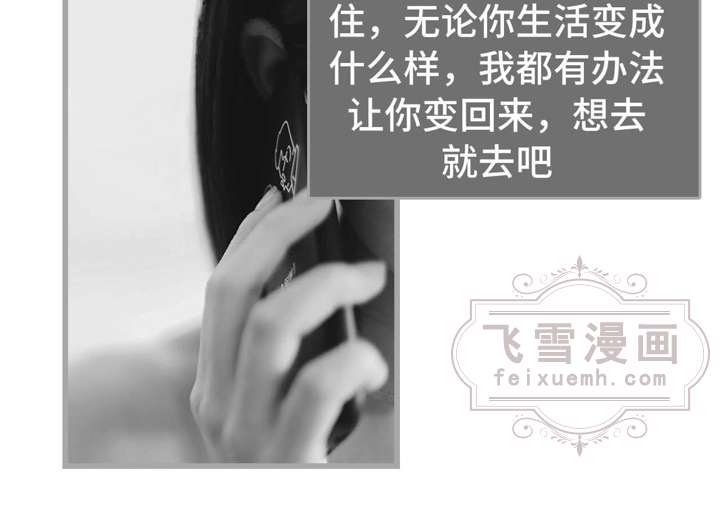 住，无论你生活变成
什么样，我都有办法
让你变回来，想去
就去吧
飞雪漫画
feixuemh.com